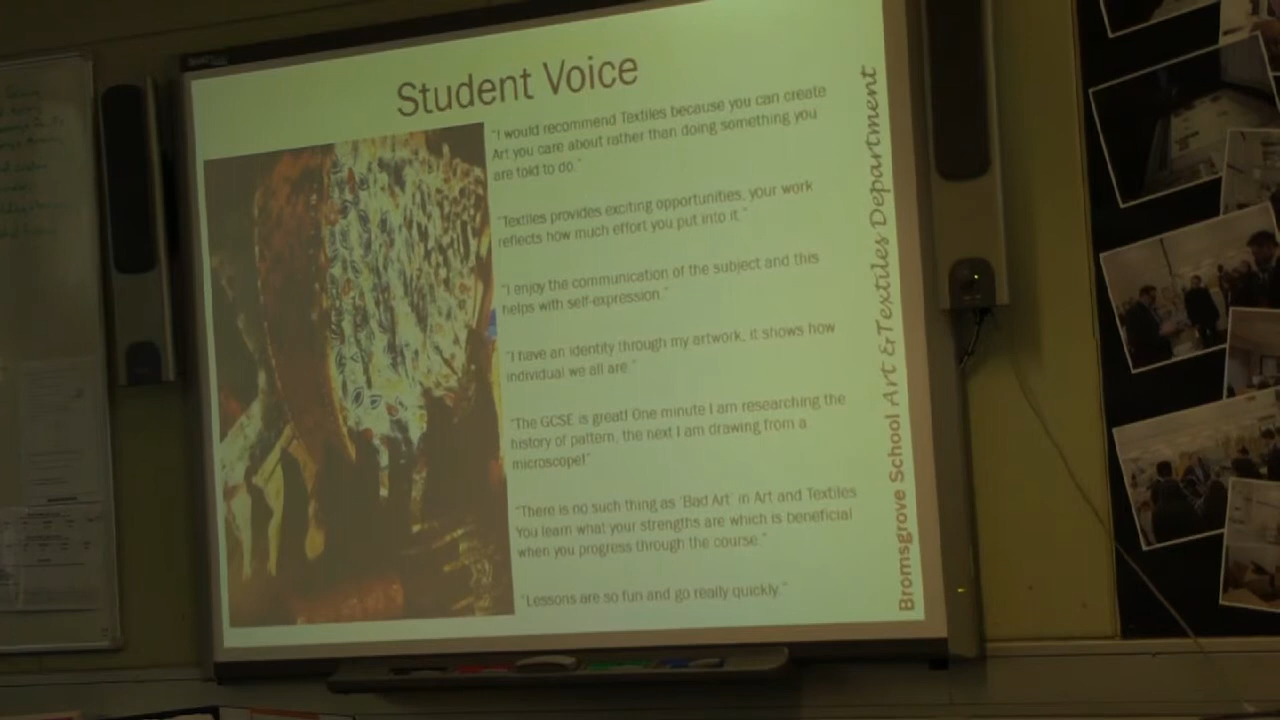 Student Voice
"I would recommend Textiles because you can create
Art you care about rather than doing something you
are told to do."
"Textiles provides exciting opportunities, your work
reflects how much effort you put into it."
"I enjoy the communication of the subject and this
helps with self-expression."
"I have an identity through my artwork, it shows how
individual we all are."
"The GCSE is great! One minute I am researching the
history of pattern, the next I am drawing from a
microscope!"
"There is no such thing as 'Bad Art' in Art and Textiles
You learn what your strengths are which is beneficial
when you progress through the course."
"Lessons are so fun and go really quickly."
Bromsgrove School Art & Textiles Department